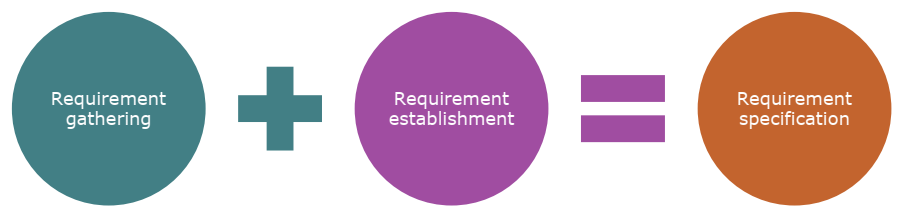 Requirement
gathering
Requirement
establishment
Requirement
specification